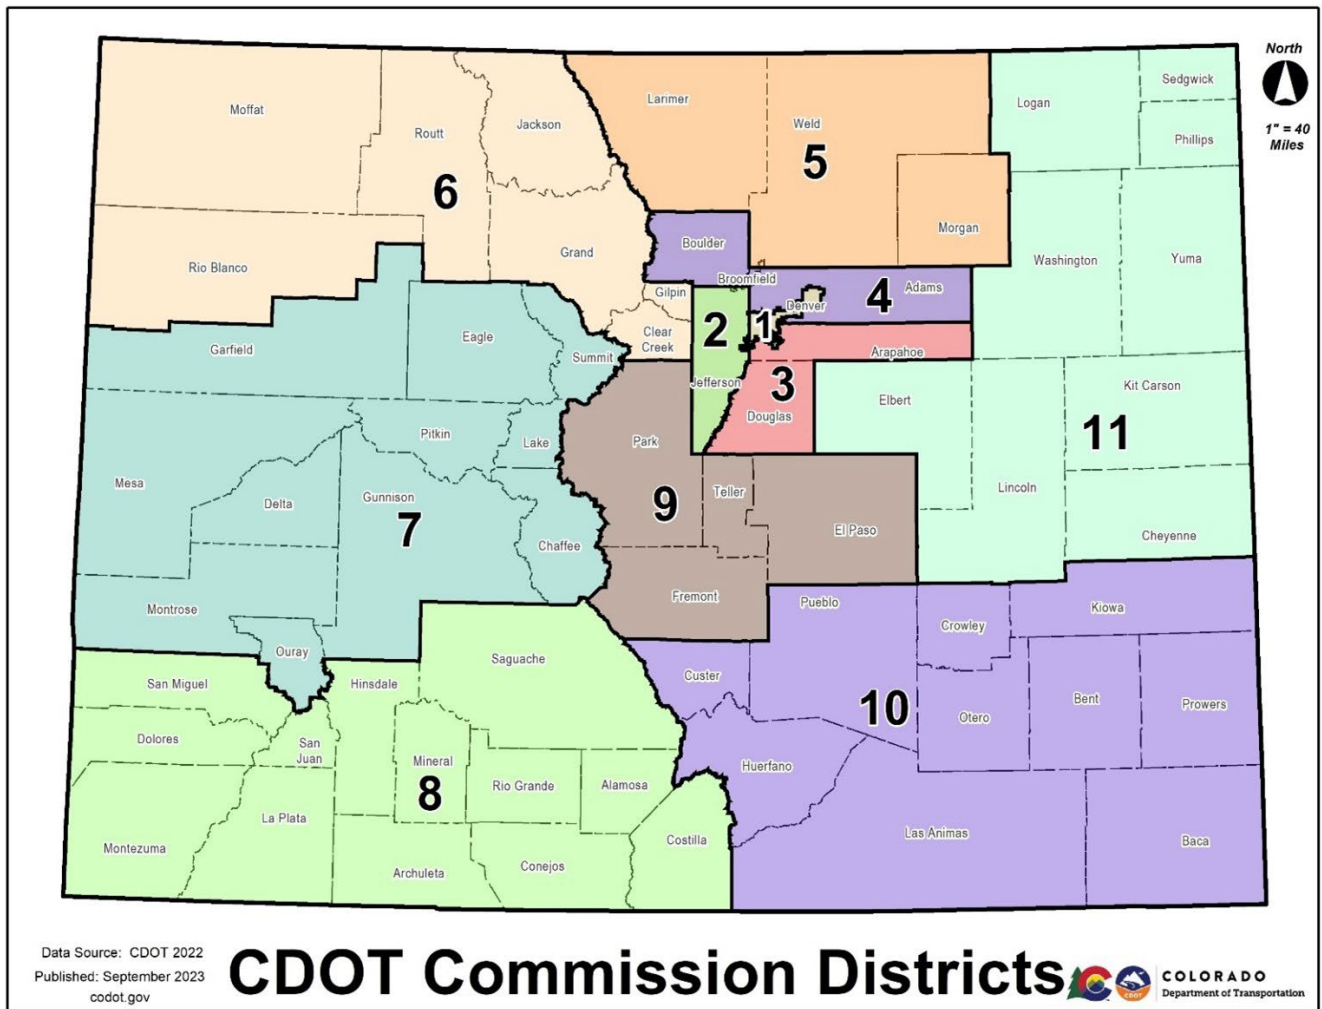 North
1" = 40
Miles
Moffat
Routt
Jackson
Larimer
Weld
Logan
Sedgwick
Phillips
6
5
Morgan
Washington
Yuma
Rio Blanco
Grand
Boulder
Broomfield
Gilpin
Clear
Creek
2
Jefferson
1
Denver
4
Adams
Arapahoe
3
Douglas
Garfield
Eagle
Summit
Elbert
Kit Carson
11
Lincoln
Cheyenne
Mesa
Pitkin
Lake
Park
Delta
Gunnison
7
Chaffee
9
Teller
El Paso
Fremont
Montrose
Ouray
Pueblo
Crowley
Kiowa
San Miguel
Hinsdale
Saguache
Custer
10
Otero
Bent
Prowers
Dolores
San
Juan
Mineral
8
Rio Grande
Alamosa
Huerfano
Montezuma
La Plata
Archuleta
Conejos
Costilla
Las Animas
Baca
Data Source: CDOT 2022
Published: September 2023
codot.gov
CDOT Commission Districts
C
CDOT
COLORADO
Department of Transportation